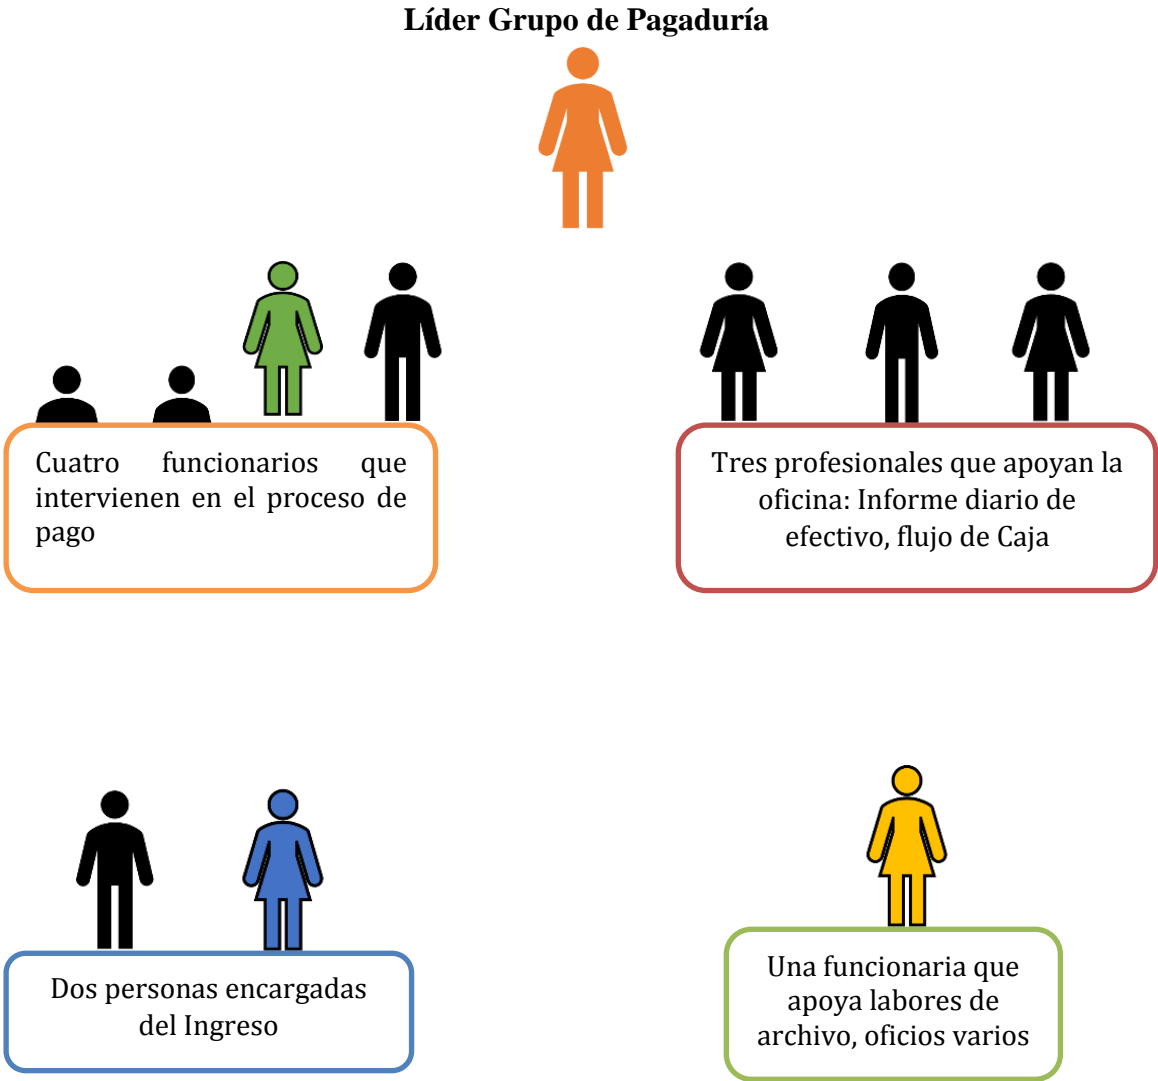 Líder Grupo de Pagaduría
Cuatro funcionarios que
intervienen en el proceso de
pago
Tres profesionales que apoyan la
oficina: Informe diario de
efectivo, flujo de Caja
Dos personas encargadas
del Ingreso
Una funcionaria que
apoya labores de
archivo, oficios varios